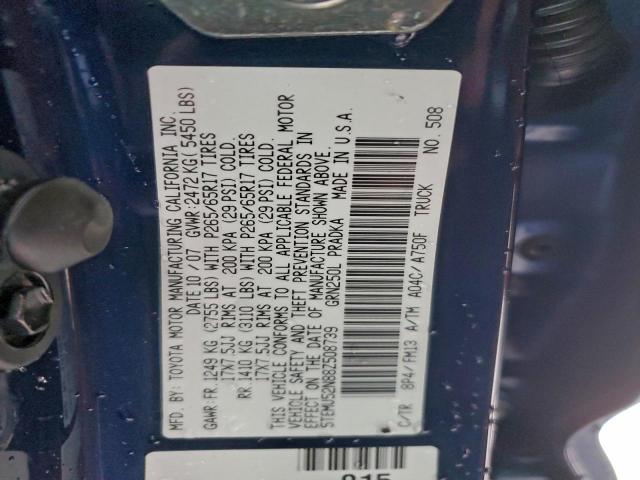 MFD. BY: TOYOTA MOTOR MANUFACTURING CALIFORNIA INC.
DATE: 10/07 GVWR: 2472 KG( 5450 LBS)
GAWR: FR. 1249 KG (2755 LBS) WITH P265/65R17 TIRES
17X7.5JJ RIMS AT 200 KPA (29 PSI) COLD.
RR. 1410 KG (3110 LBS) WITH P265/65R17 TIRES
17X7.5JJ RIMS AT 200 KPA (29 PSI) COLD.
THIS VEHICLE CONFORMS TO ALL APPLICABLE FEDERAL MOTOR
VEHICLE SAFETY AND THEFT PREVENTION STANDARDS IN
EFFECT ON THE DATE OF MANUFACTURE SHOWN ABOVE.
5TEMU52N88Z508739 GRN250L PRADKA MADE IN U.S.A.
C/TR 8P4/FM13 A/TM A04C/A750F TRUCK NO. 508